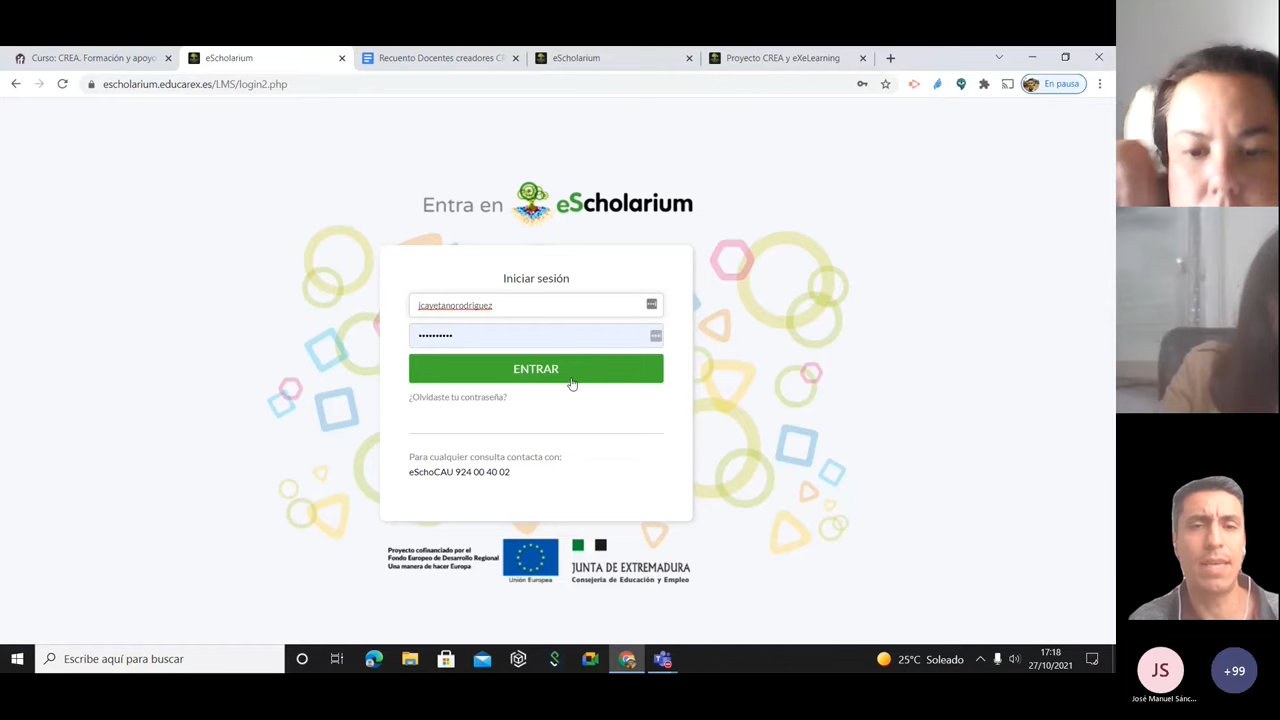 Curso: CREA. Formación y apoyo
eScholarium
Recuento Docentes creadores CR
eScholarium
Proyecto CREA y eXeLearning
escholarium.educarex.es/LMS/login2.php
En pausa
Entra en eScholarium
Iniciar sesión
jcayetanorodriguez
ENTRAR
¿Olvidaste tu contraseña?
Para cualquier consulta contacta con:
eSchoCAU 924 00 40 02
Proyecto cofinanciado por el
Fondo Europeo de Desarrollo Regional
Una manera de hacer Europa
Unión Europea
JUNTA DE EXTREMADURA
Consejería de Educación y Empleo
Escribe aquí para buscar
25°C Soleado
17:18
27/10/2021
JS
José Manuel Sánc...
+99